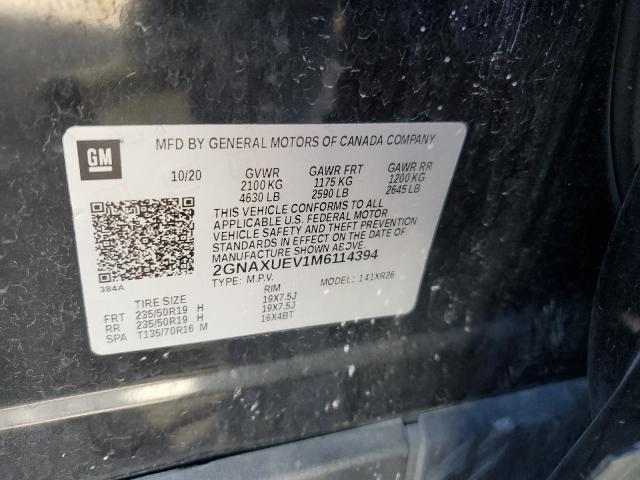 GM
MFD BY GENERAL MOTORS OF CANADA COMPANY
10/20 GVWR GAWR FRT GAWR RR
2100 KG 1175 KG 1200 KG
4630 LB 2590 LB 2645 LB
THIS VEHICLE CONFORMS TO ALL
APPLICABLE U.S. FEDERAL MOTOR
VEHICLE SAFETY AND THEFT PREVENTION
STANDARDS IN EFFECT ON THE DATE OF
MANUFACTURE SHOWN ABOVE.
2GNAXUEV1M6114394
TYPE: M.P.V. MODEL: 141XR26
384A
TIRE SIZE RIM
FRT 235/50R19 H 19X7.5J
RR 235/50R19 H 19X7.5J
SPA T135/70R16 M 16X4BT